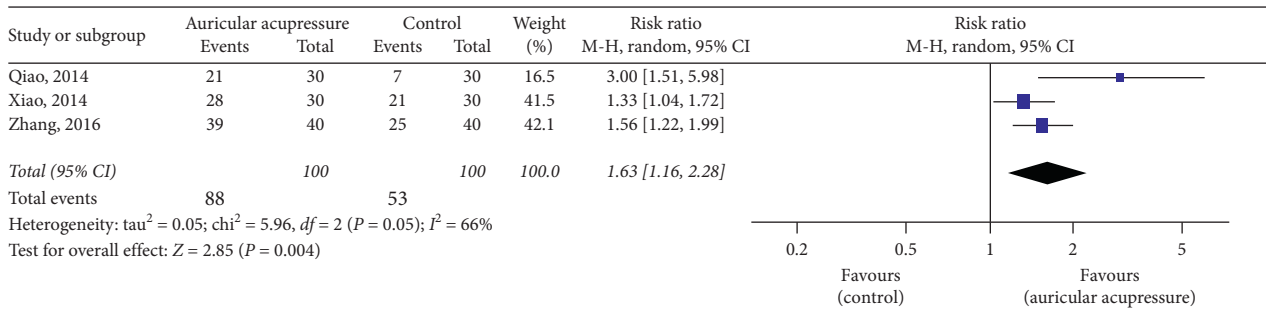 Study or subgroup Auricular acupressure Control Weight Risk ratio Risk ratio
Events Total Events Total (%) M-H, random, 95% CI M-H, random, 95% CI
Qiao, 2014 21 30 7 30 16.5 3.00 [1.51, 5.98]
Xiao, 2014 28 30 21 30 41.5 1.33 [1.04, 1.72]
Zhang, 2016 39 40 25 40 42.1 1.56 [1.22, 1.99]
Total (95% CI) 100 100 100.0 1.63 [1.16, 2.28]
Total events 88 53
Heterogeneity: tau² = 0.05; chi² = 5.96, df = 2 (P = 0.05); I² = 66%
Test for overall effect: Z = 2.85 (P = 0.004)
0.2 0.5 1 2 5
Favours Favours
(control) (auricular acupressure)